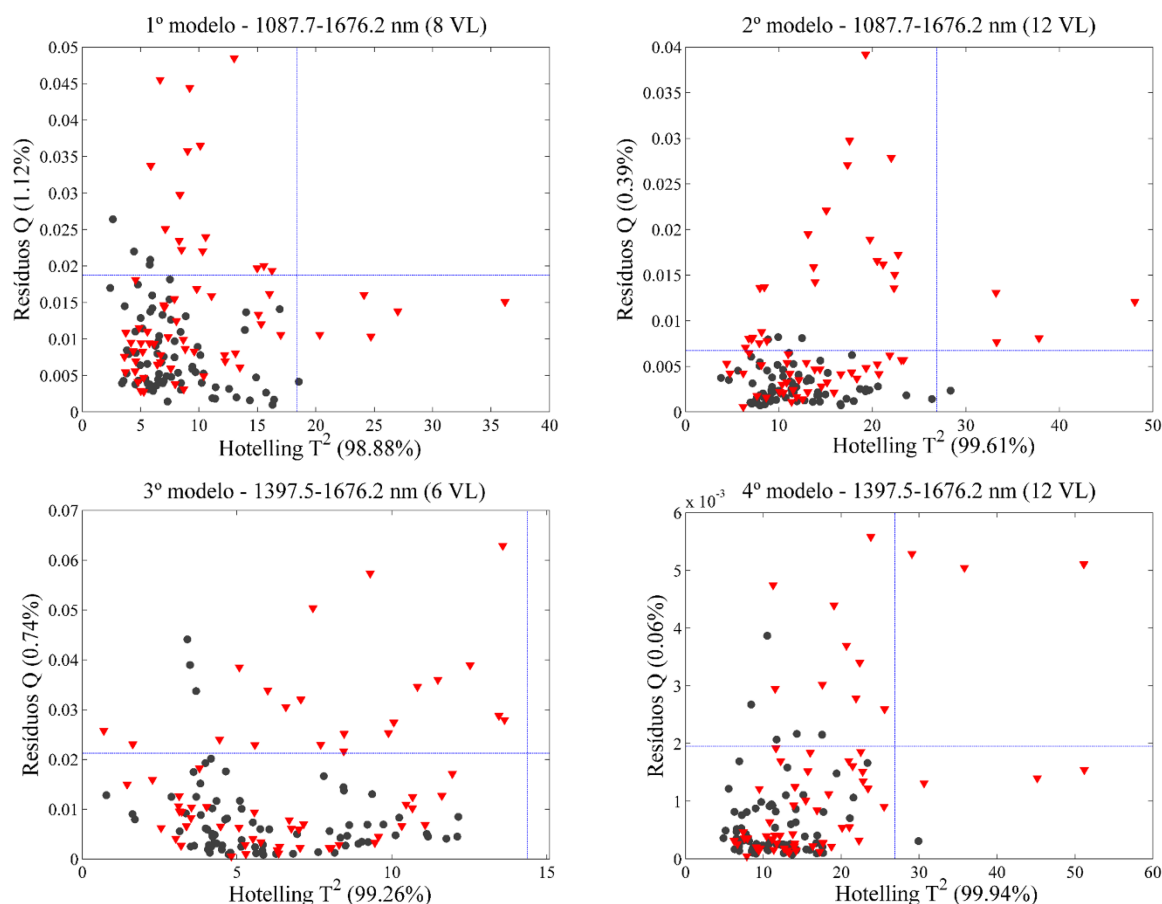 1º modelo - 1087.7-1676.2 nm (8 VL)
0.05
0.045
0.04
0.035
0.03
0.025
0.02
0.015
0.01
0.005
0
Resíduos Q (1.12%)
0 5 10 15 20 25 30 35 40
Hotelling T² (98.88%)
2º modelo - 1087.7-1676.2 nm (12 VL)
0.04
0.035
0.03
0.025
0.02
0.015
0.01
0.005
0
Resíduos Q (0.39%)
0 10 20 30 40 50
Hotelling T² (99.61%)
3º modelo - 1397.5-1676.2 nm (6 VL)
0.07
0.06
0.05
0.04
0.03
0.02
0.01
0
Resíduos Q (0.74%)
0 5 10 15
Hotelling T² (99.26%)
4º modelo - 1397.5-1676.2 nm (12 VL)
x 10⁻³
6
5
4
3
2
1
0
Resíduos Q (0.06%)
0 10 20 30 40 50 60
Hotelling T² (99.94%)